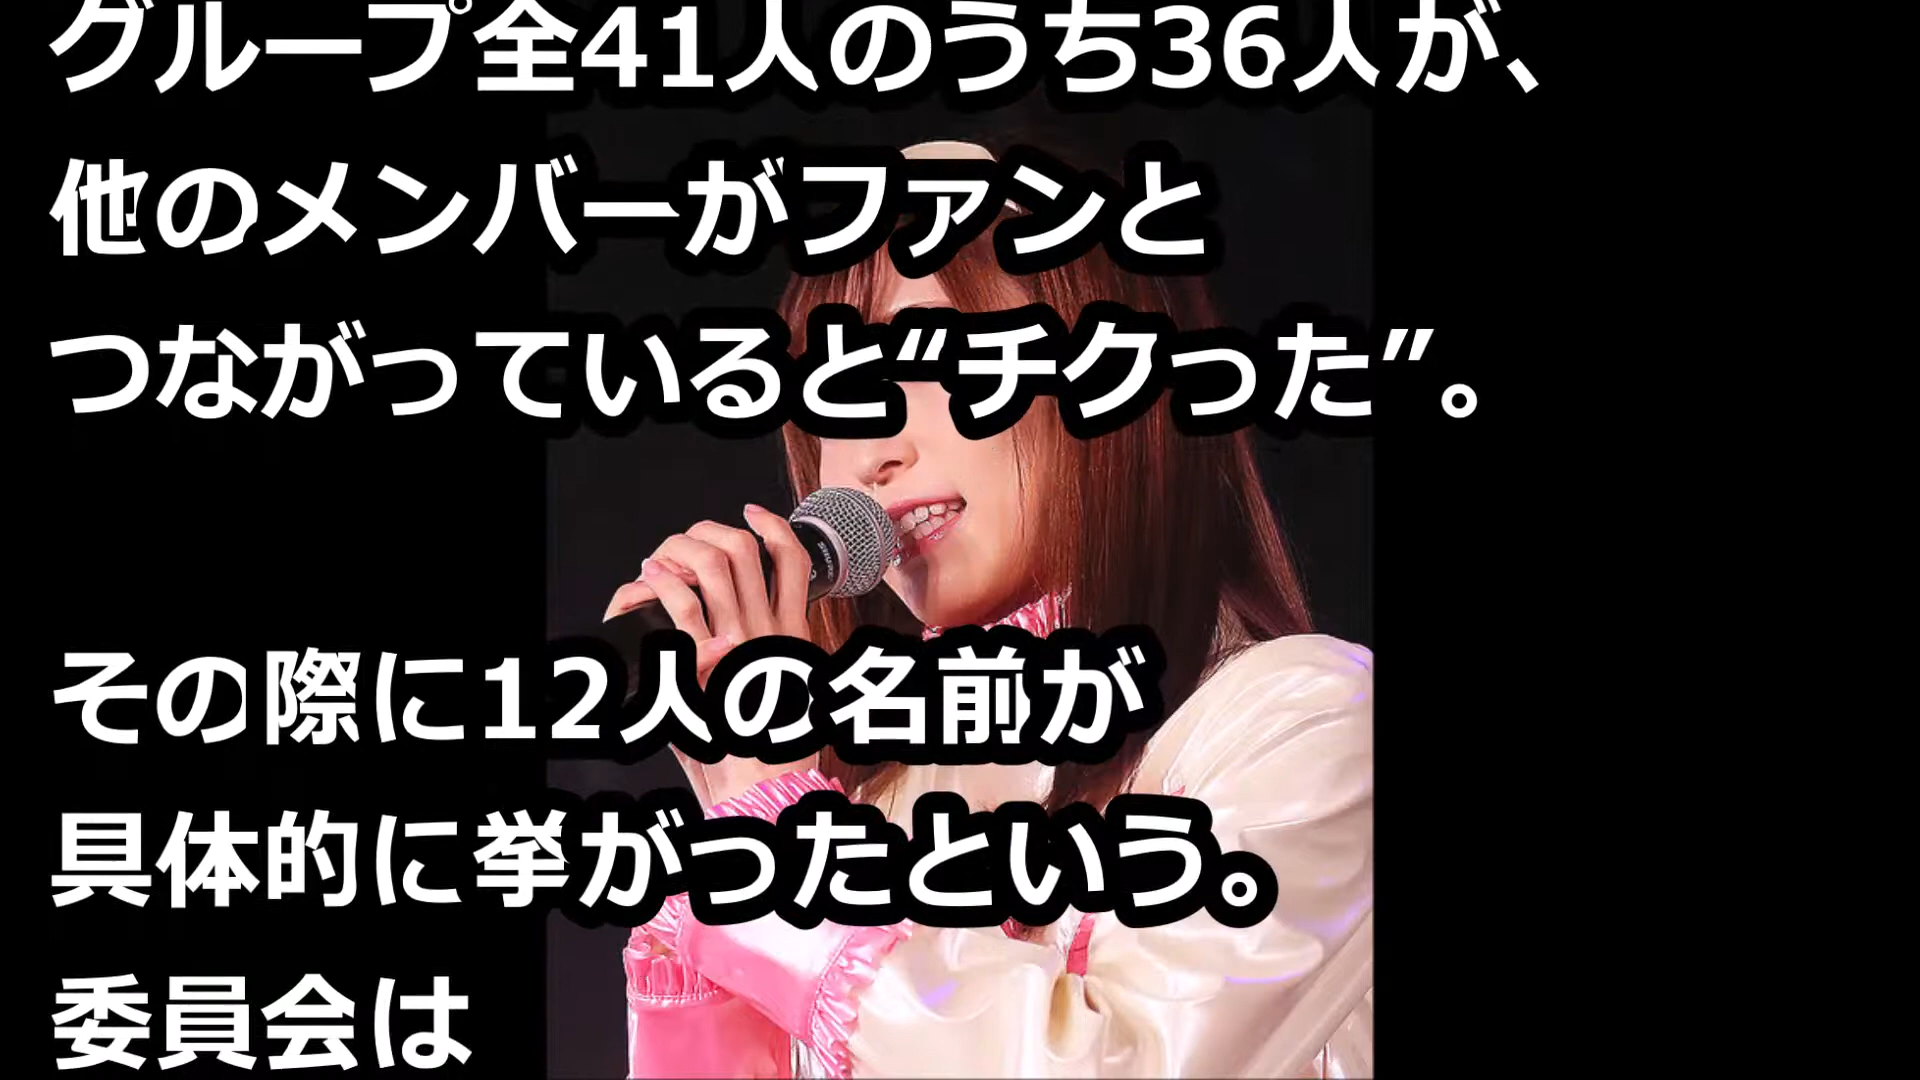 グループ全41人のうち36人が、
他のメンバーがファンと
つながっていると“チクった”。
その際に12人の名前が
具体的に挙がったという。
委員会は